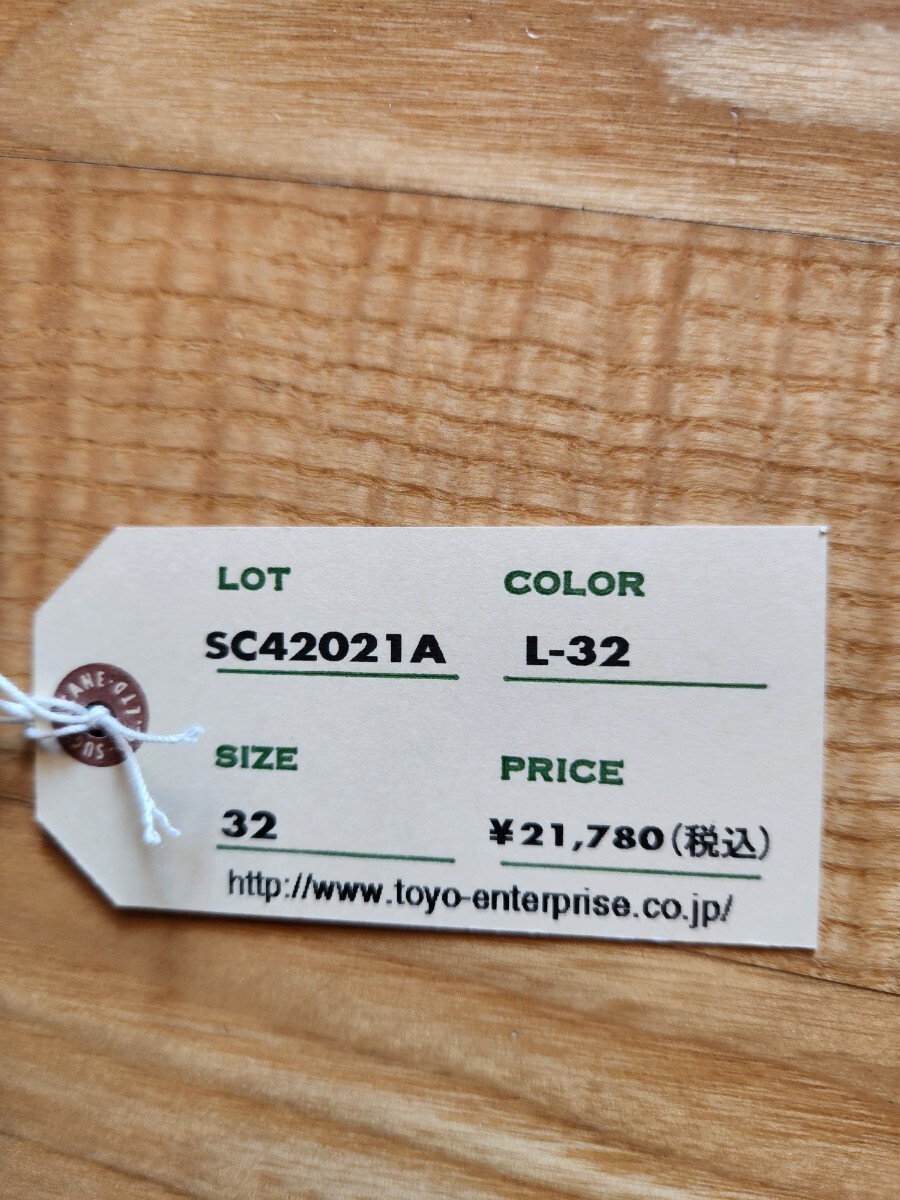 LOT
COLOR
SC42021A
L-32
SIZE
PRICE
32
¥21,780(税込)
http://www.toyo-enterprise.co.jp/